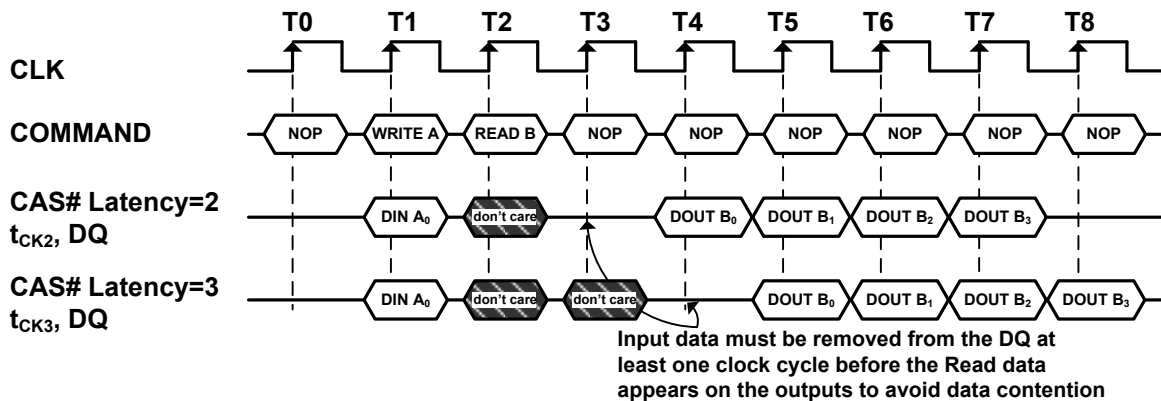 T0 T1 T2 T3 T4 T5 T6 T7 T8
CLK
COMMAND NOP WRITE A READ B NOP NOP NOP NOP NOP NOP
CAS# Latency=2
tCK2, DQ DIN A0 don't care DOUT B0 DOUT B1 DOUT B2 DOUT B3
CAS# Latency=3
tCK3, DQ DIN A0 don't care don't care DOUT B0 DOUT B1 DOUT B2 DOUT B3
Input data must be removed from the DQ at
least one clock cycle before the Read data
appears on the outputs to avoid data contention